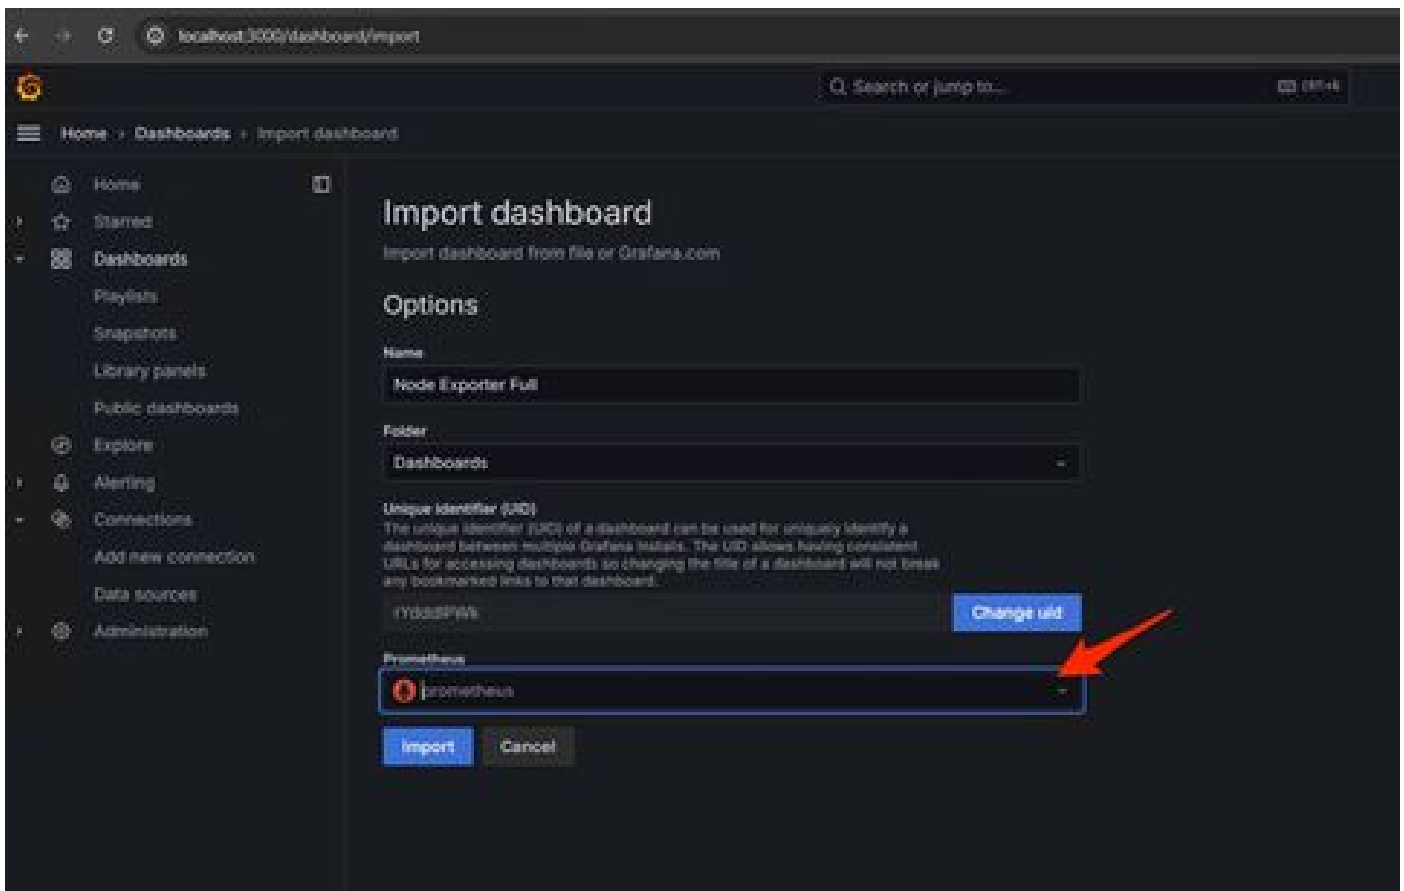 localhost:3000/dashboard/import
Search or jump to...
ctrl+k
Home › Dashboards › Import dashboard
Home
Starred
Dashboards
Playlists
Snapshots
Library panels
Public dashboards
Explore
Alerting
Connections
Add new connection
Data sources
Administration
Import dashboard
Import dashboard from file or Grafana.com
Options
Name
Node Exporter Full
Folder
Dashboards
Unique identifier (UID)
The unique identifier (UID) of a dashboard can be used for uniquely identify a
dashboard between multiple Grafana installs. The UID allows having consistent
URLs for accessing dashboards so changing the title of a dashboard will not break
any bookmarked links to that dashboard.
Change uid
Prometheus
prometheus
Import
Cancel